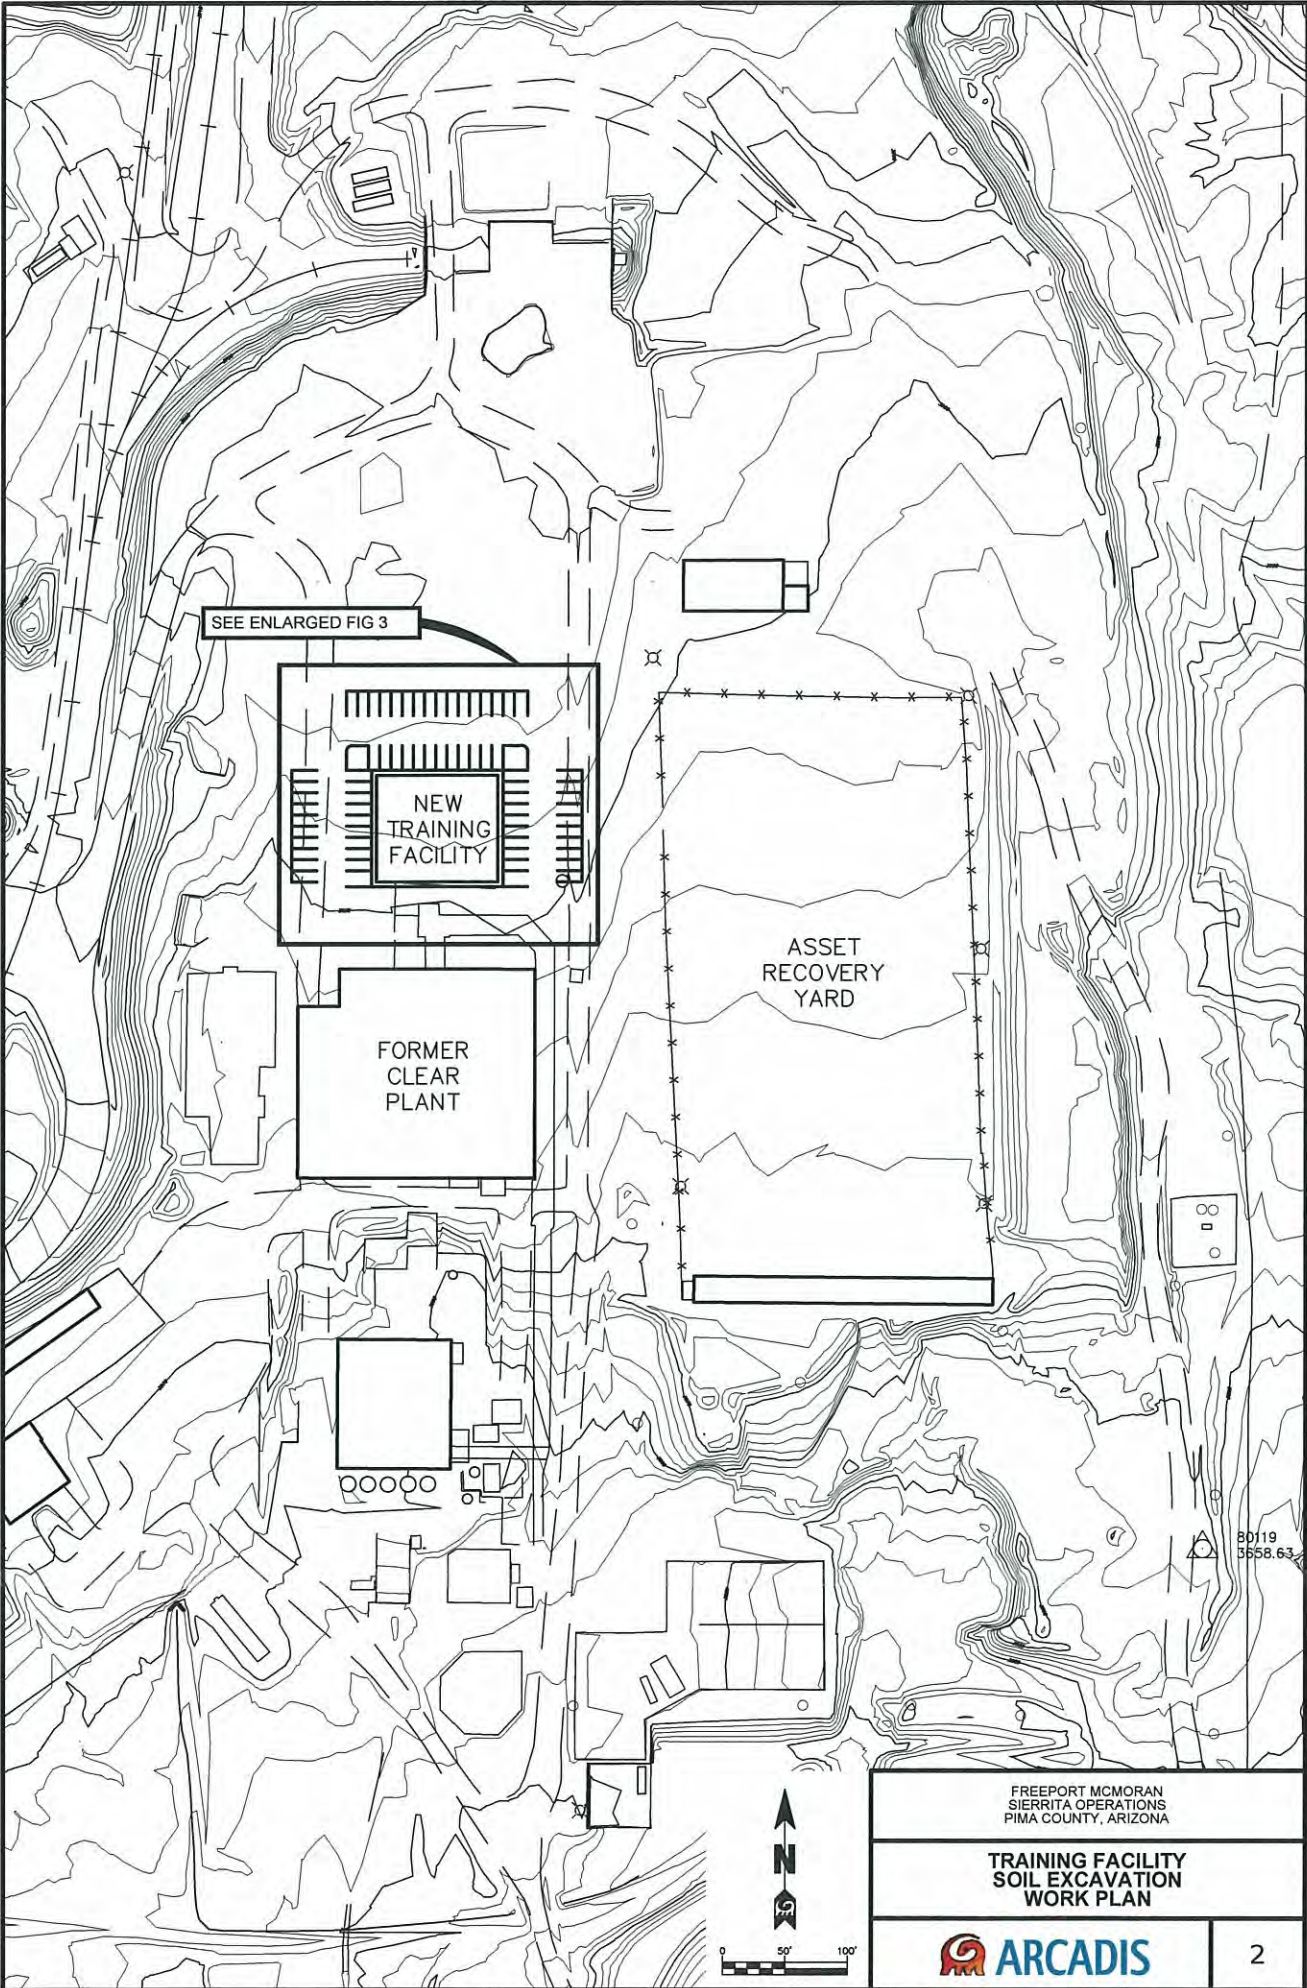 SEE ENLARGED FIG 3
NEW
TRAINING
FACILITY
ASSET
RECOVERY
YARD
FORMER
CLEAR
PLANT
80119
3658.63
N
0 50' 100'
FREEPORT MCMORAN
SIERRITA OPERATIONS
PIMA COUNTY, ARIZONA
TRAINING FACILITY
SOIL EXCAVATION
WORK PLAN
ARCADIS
2